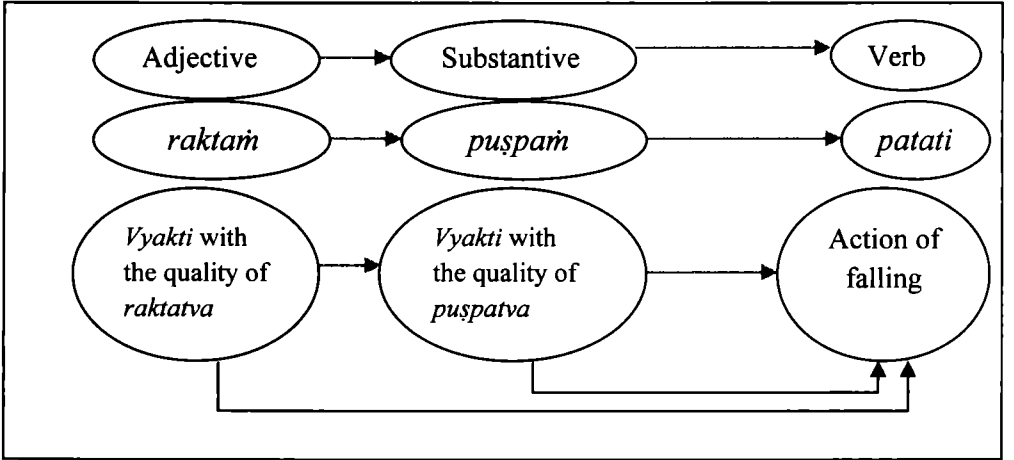 Adjective Substantive Verb
raktaṁ puṣpaṁ patati
Vyakti with
the quality of
raktatva
Vyakti with
the quality of
puṣpatva
Action of
falling